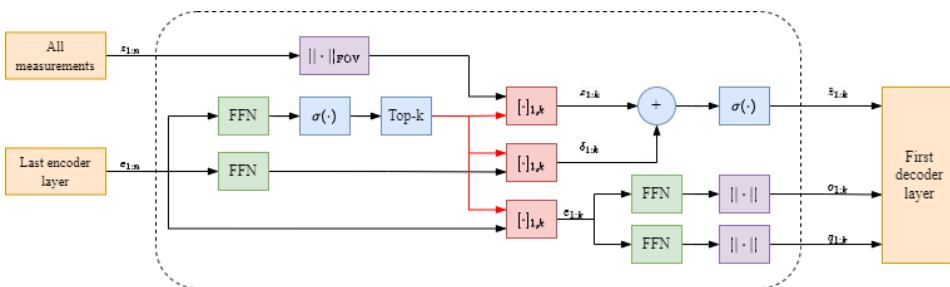 All
measurements
z₁:ₙ
|| · ||FOV
FFN
σ(·)
Top-k
[·]₁,ₖ
z₁:ₖ
+
σ(·)
z̃₁:ₖ
Last encoder
layer
e₁:ₙ
FFN
[·]₁,ₖ
δ₁:ₖ
[·]₁,ₖ
e₁:ₖ
FFN
|| · ||
o₁:ₖ
FFN
|| · ||
q₁:ₖ
First
decoder
layer